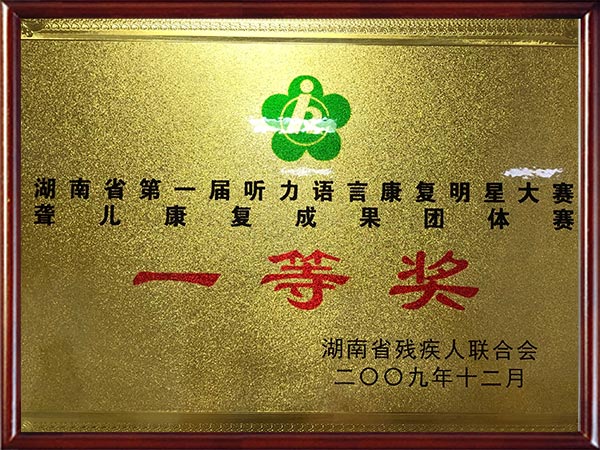 湖南省第一届听力语言康复明星大赛
聋儿康复成果团体赛
一等奖
湖南省残疾人联合会
二〇〇九年十二月